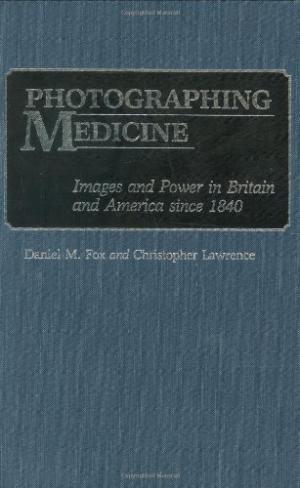 PHOTOGRAPHING
MEDICINE
Images and Power in Britain
and America since 1840
Daniel M. Fox and Christopher Lawrence